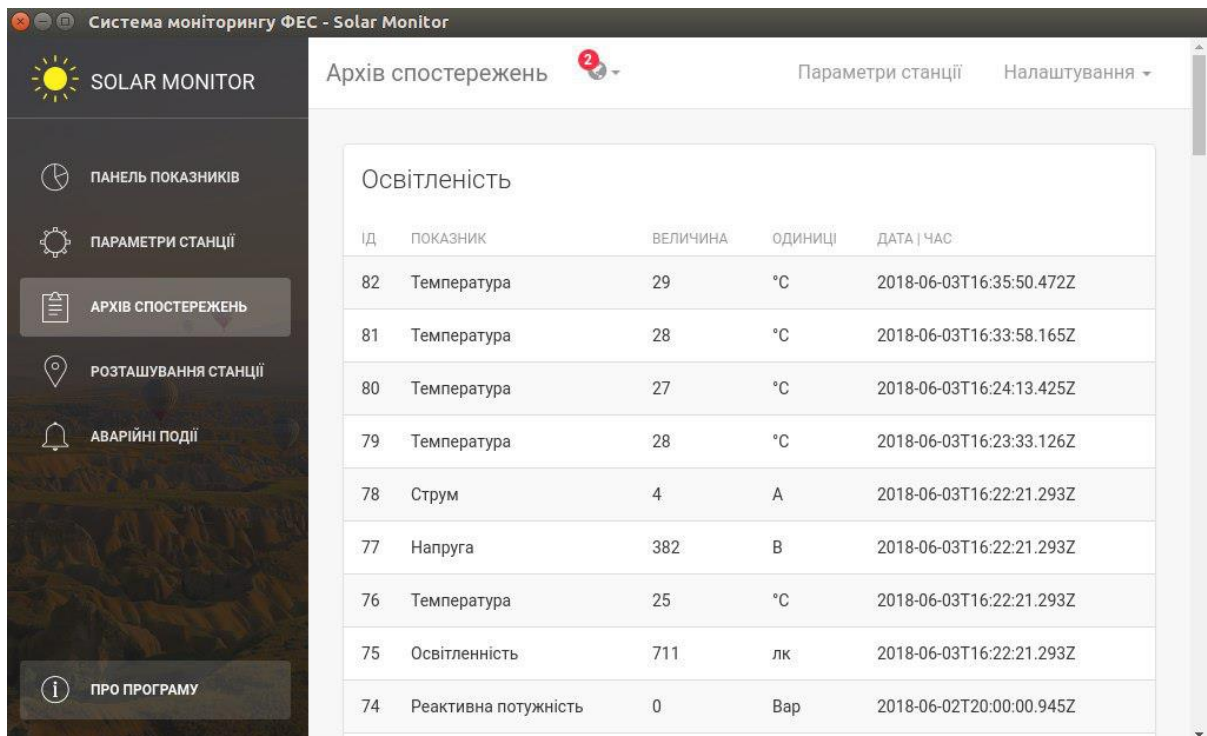 Система моніторингу ФЕС - Solar Monitor
SOLAR MONITOR
Архів спостережень 2 Параметри станції Налаштування
ПАНЕЛЬ ПОКАЗНИКІВ
ПАРАМЕТРИ СТАНЦІЇ
АРХІВ СПОСТЕРЕЖЕНЬ
РОЗТАШУВАННЯ СТАНЦІЇ
АВАРІЙНІ ПОДІЇ
ПРО ПРОГРАМУ
Освітленість
ІД ПОКАЗНИК ВЕЛИЧИНА ОДИНИЦІ ДАТА | ЧАС
82 Температура 29 °C 2018-06-03T16:35:50.472Z
81 Температура 28 °C 2018-06-03T16:33:58.165Z
80 Температура 27 °C 2018-06-03T16:24:13.425Z
79 Температура 28 °C 2018-06-03T16:23:33.126Z
78 Струм 4 А 2018-06-03T16:22:21.293Z
77 Напруга 382 В 2018-06-03T16:22:21.293Z
76 Температура 25 °C 2018-06-03T16:22:21.293Z
75 Освітленність 711 лк 2018-06-03T16:22:21.293Z
74 Реактивна потужність 0 Вар 2018-06-02T20:00:00.945Z